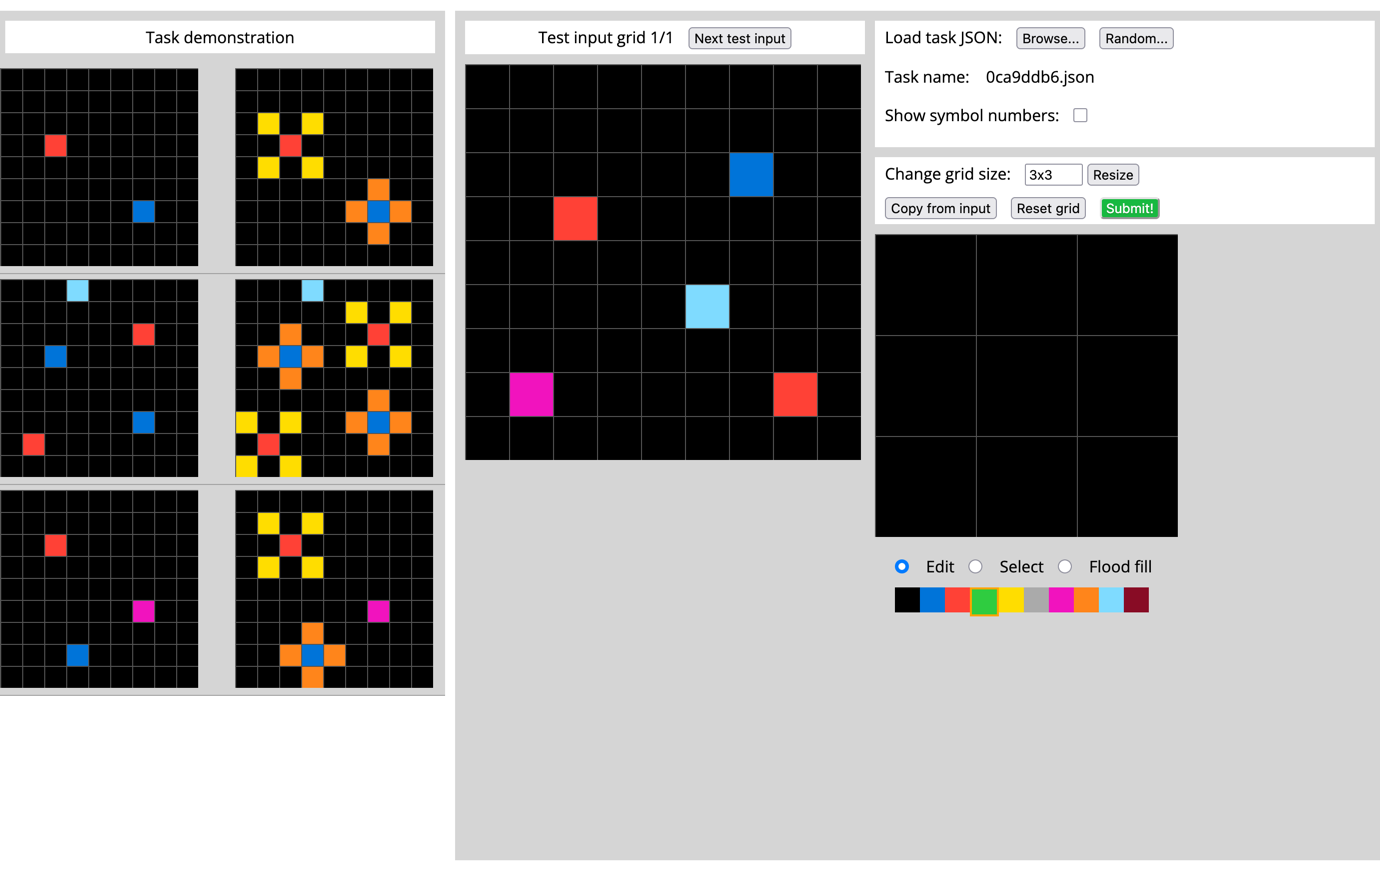 Task demonstration
Test input grid 1/1 Next test input
Load task JSON: Browse... Random...
Task name: 0ca9ddb6.json
Show symbol numbers:
Change grid size: 3x3 Resize
Copy from input Reset grid Submit!
Edit Select Flood fill